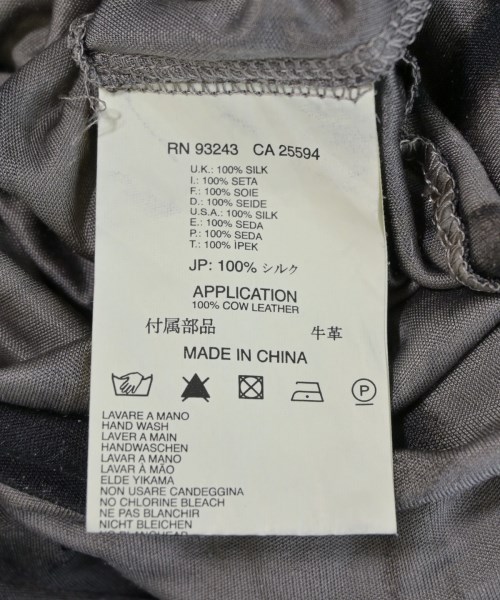 RN 93243 CA 25594
U.K.: 100% SILK
I.: 100% SETA
F.: 100% SOIE
D.: 100% SEIDE
U.S.A.: 100% SILK
E.: 100% SEDA
P.: 100% SEDA
T.: 100% İPEK
JP: 100% シルク
APPLICATION
100% COW LEATHER
付属部品 牛革
MADE IN CHINA
P
LAVARE A MANO
HAND WASH
LAVER A MAIN
HANDWASCHEN
LAVAR A MANO
LAVAR À MÃO
ELDE YIKAMA
NON USARE CANDEGGINA
NO CHLORINE BLEACH
NE PAS BLANCHIR
NICHT BLEICHEN
NO BLANQUEAR